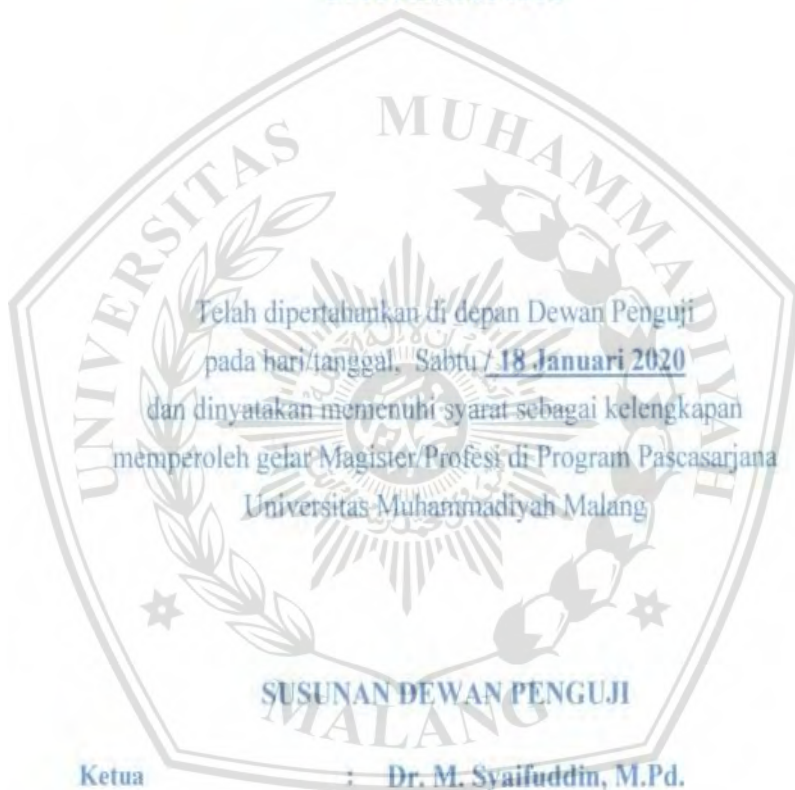 UNIVERSITAS MUHAMMADIYAH
Telah dipertahankan di depan Dewan Penguji
pada hari/tanggal, Sabtu / 18 Januari 2020
dan dinyatakan memenuhi syarat sebagai kelengkapan
memperoleh gelar Magister/Profesi di Program Pascasarjana
Universitas Muhammadiyah Malang
SUSUNAN DEWAN PENGUJI
MALANG
Ketua : Dr. M. Syaifuddin, M.Pd.